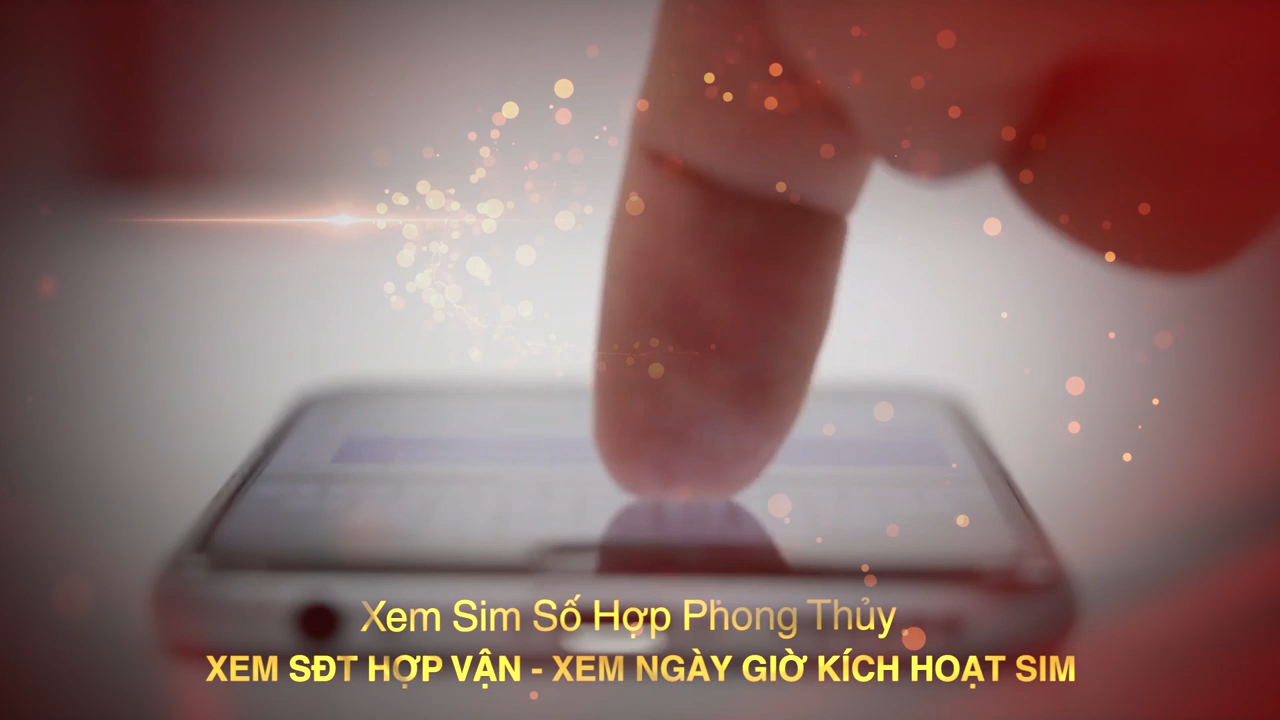 Xem Sim Số Hợp Phong Thủy
XEM SĐT HỢP VẬN - XEM NGÀY GIỜ KÍCH HOẠT SIM